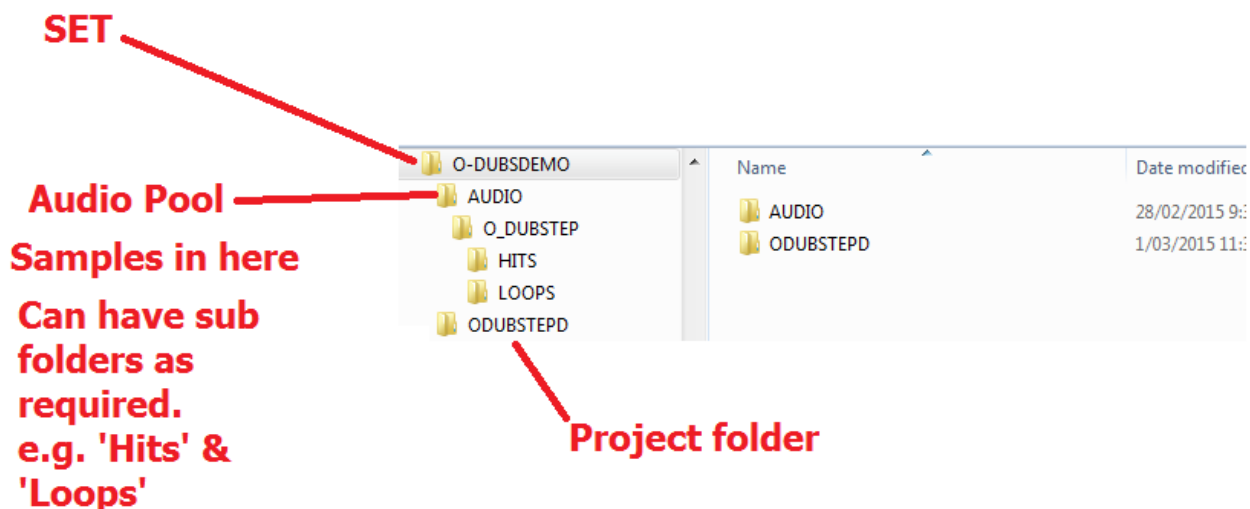 SET
O-DUBSDEMO
AUDIO
O_DUBSTEP
HITS
LOOPS
ODUBSTEPD
Name
Date modified
AUDIO
28/02/2015 9:3
ODUBSTEPD
1/03/2015 11:3
Audio Pool
Samples in here
Can have sub
folders as
required.
e.g. 'Hits' &
'Loops'
Project folder